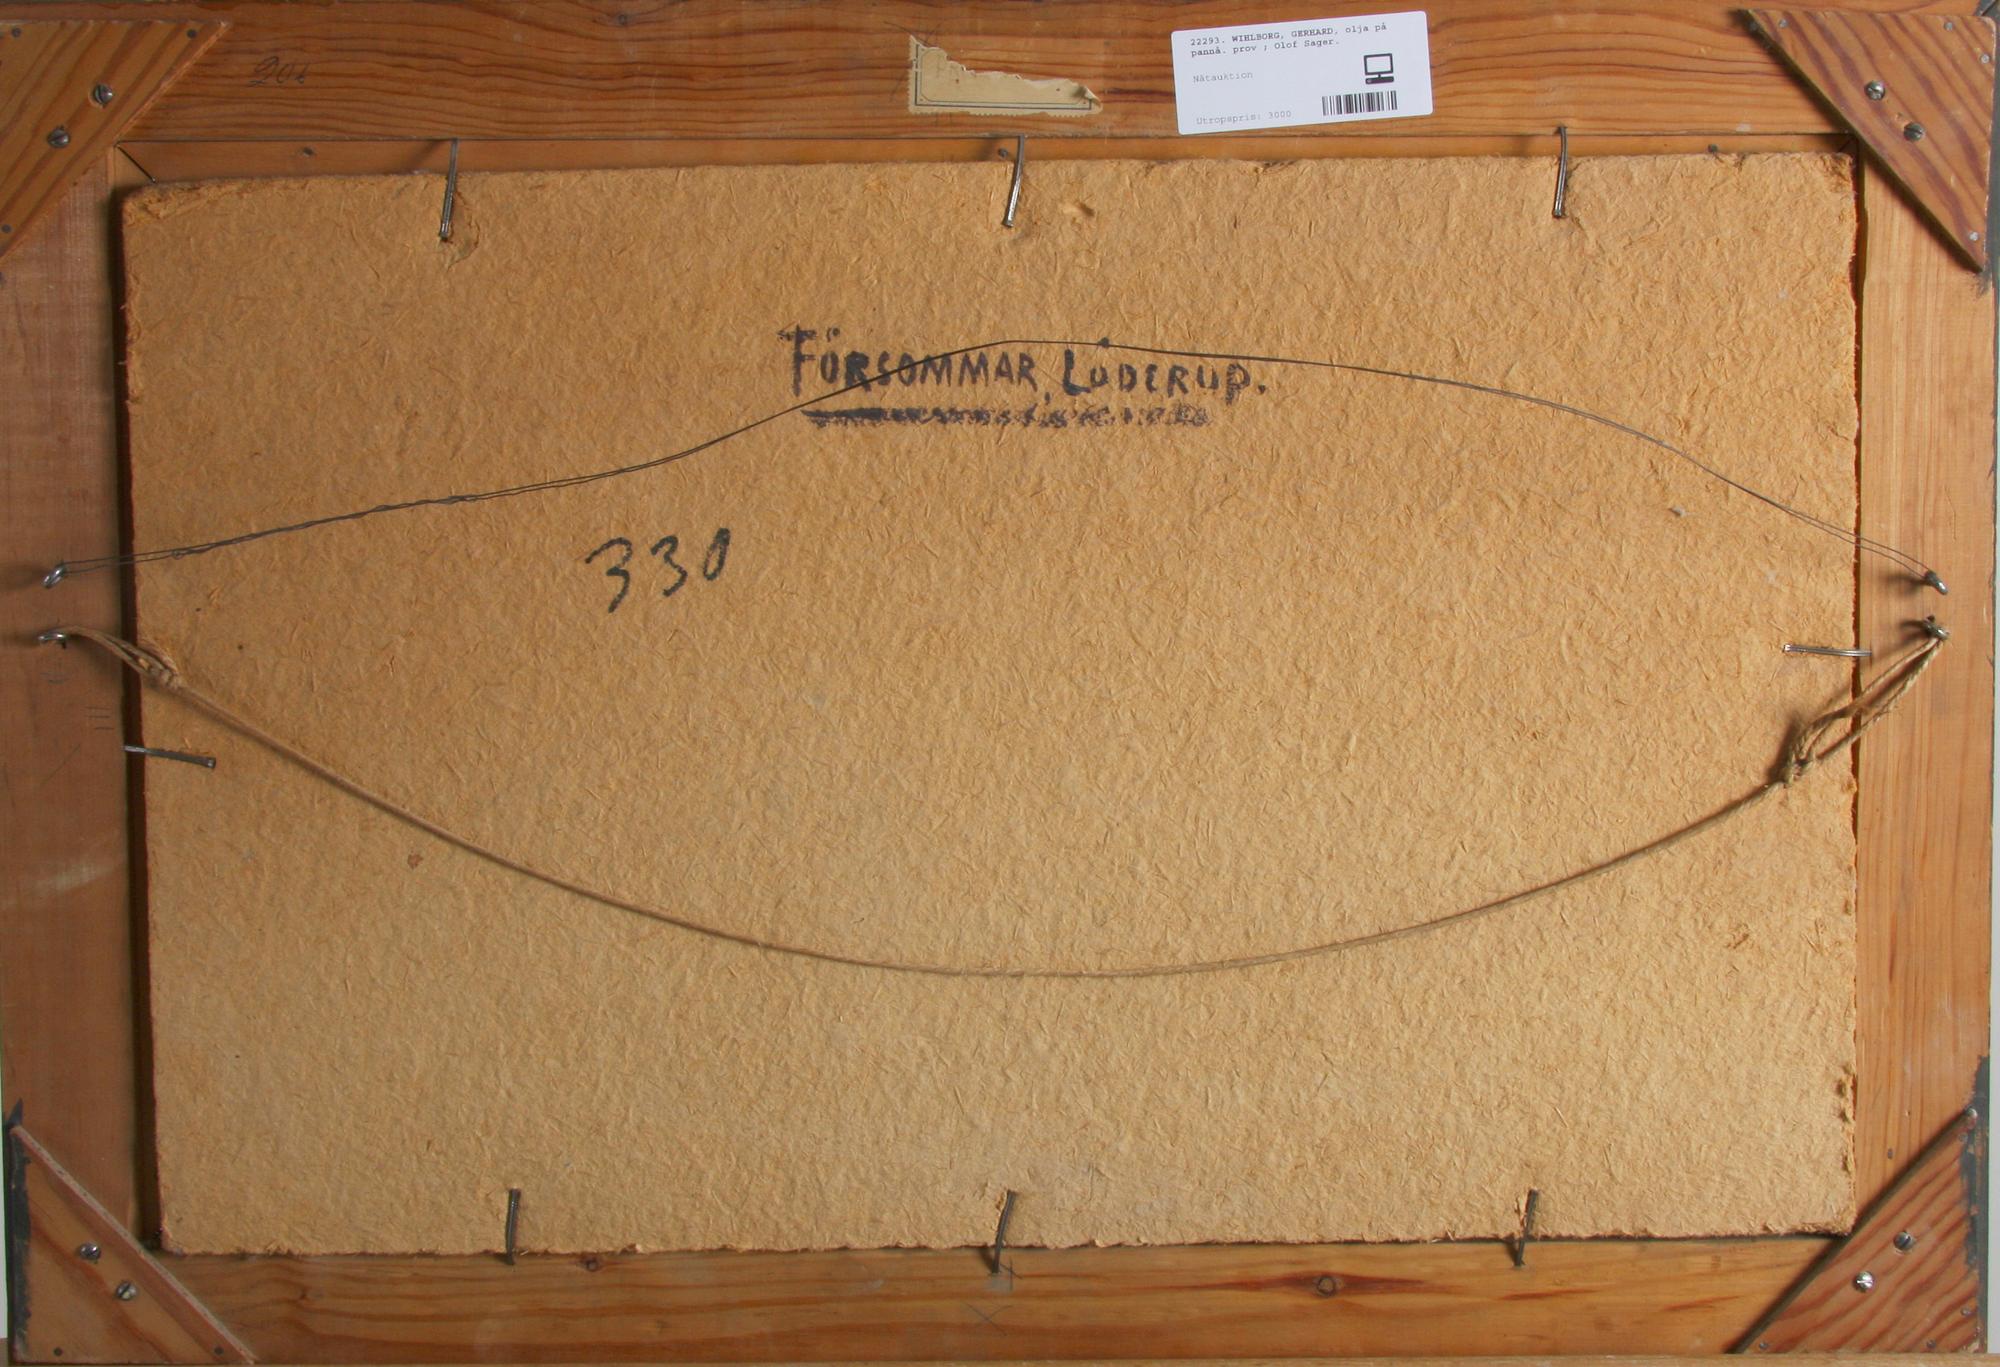 22293. WIHLBORG, GERHARD, olja på
pannå. prov ; Olof Sager.
Nätauktion
Utropspris: 3000
FÖRSOMMAR, LÖDERUP.
330